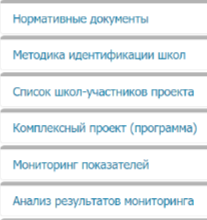 Нормативные документы
Методика идентификации школ
Список школ-участников проекта
Комплексный проект (программа)
Мониторинг показателей
Анализ результатов мониторинга